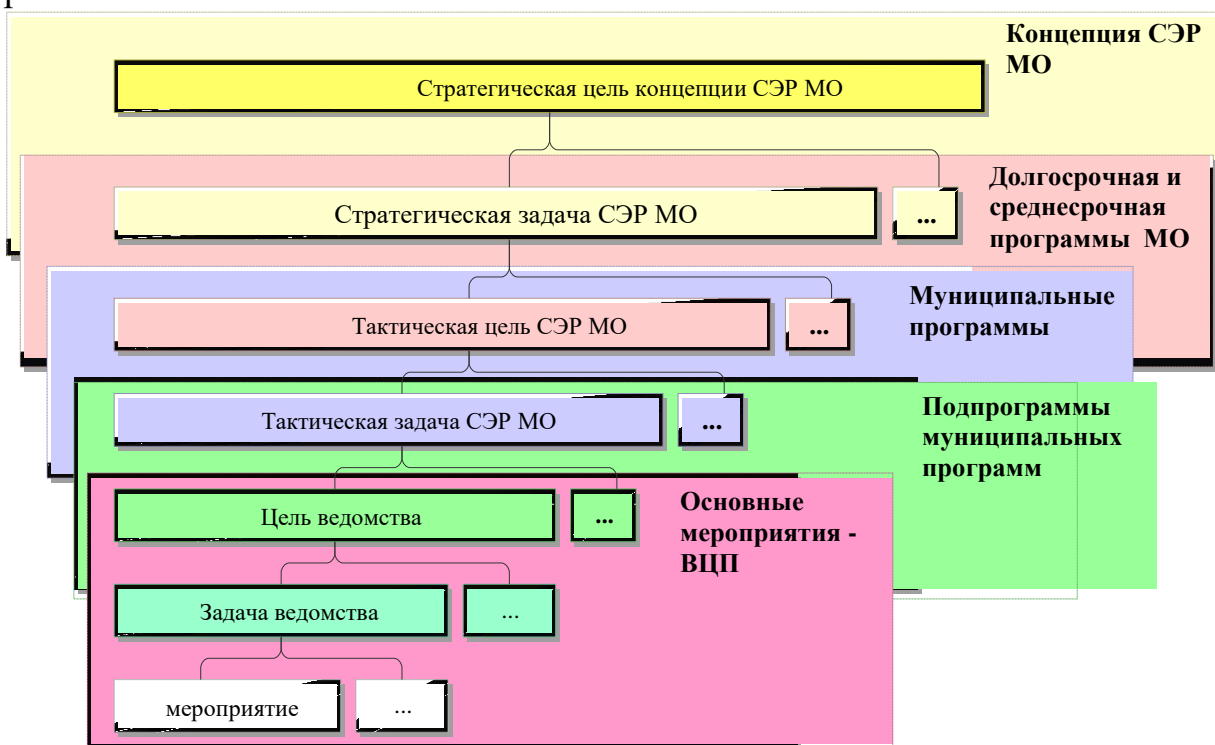 Концепция СЭР
МО
Стратегическая цель концепции СЭР МО
Долгосрочная и
среднесрочная
программы МО
Стратегическая задача СЭР МО
...
Муниципальные
программы
Тактическая цель СЭР МО
...
Подпрограммы
муниципальных
программ
Тактическая задача СЭР МО
...
Основные
мероприятия -
ВЦП
Цель ведомства
...
Задача ведомства
...
мероприятие
...